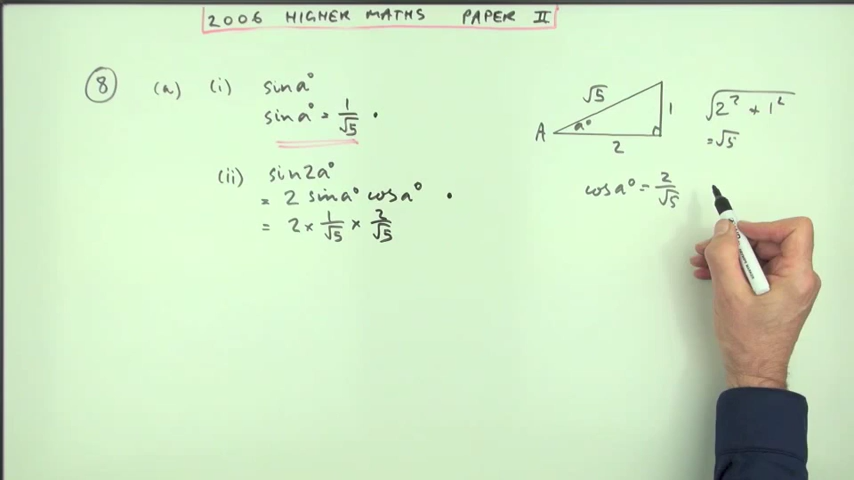 2006 HIGHER MATHS PAPER II
8 (a) (i) sin a°
sin a° = 1/√5 .
(ii) sin 2a°
= 2 sin a° cos a° .
= 2 × 1/√5 × 2/√5
√5
A a° 1
2
√2² + 1²
= √5
cos a° = 2/√5